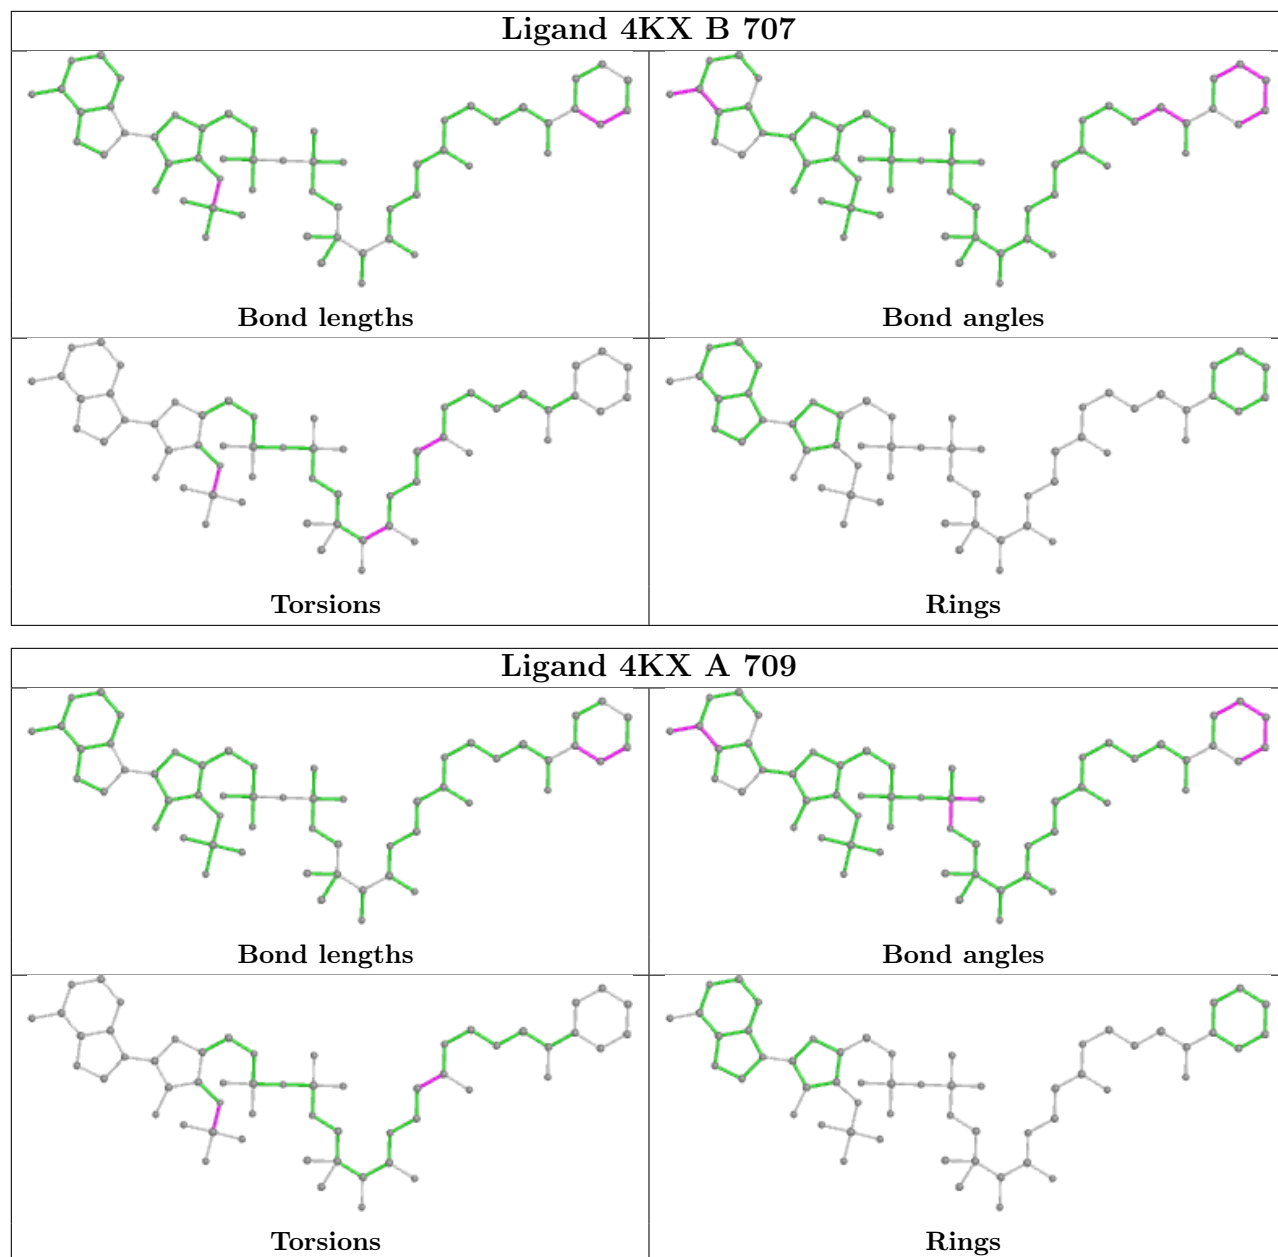 Ligand 4KX B 707
Bond lengths
Bond angles
Torsions
Rings
Ligand 4KX A 709
Bond lengths
Bond angles
Torsions
Rings